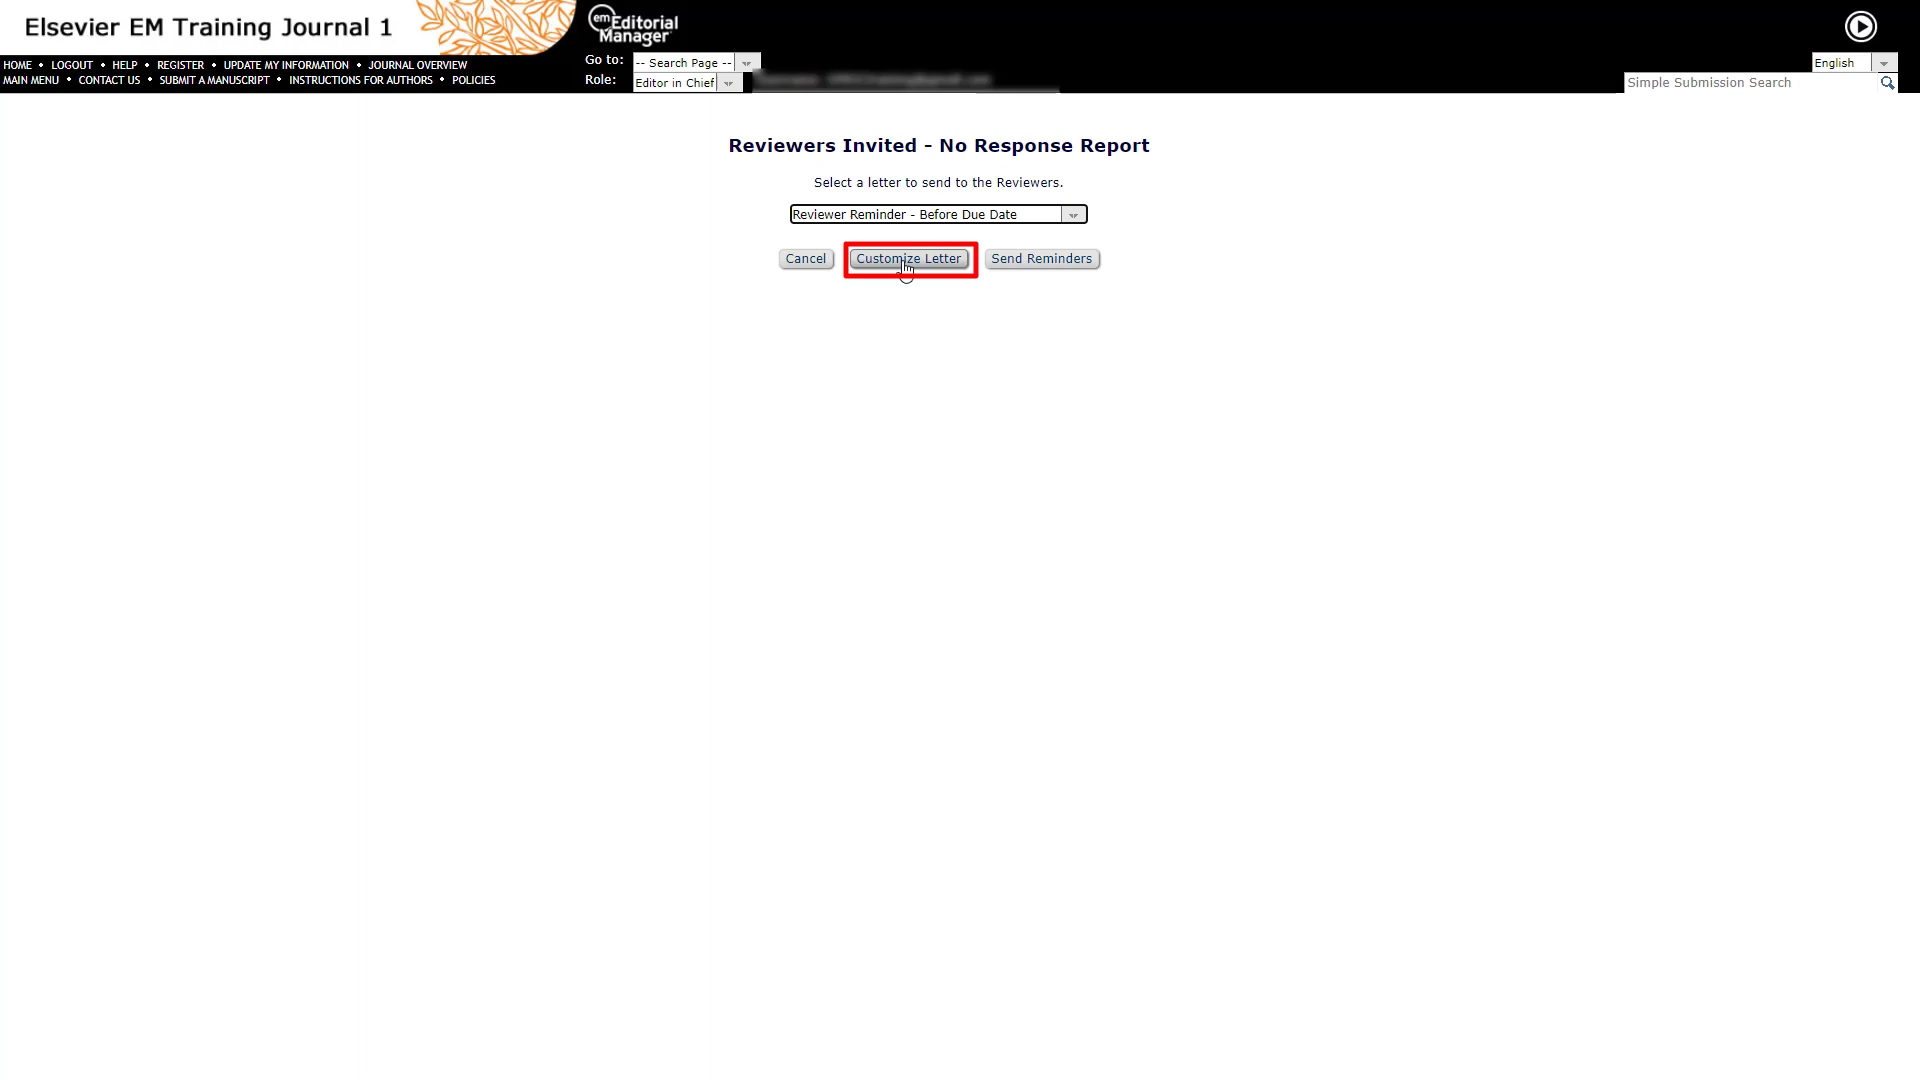 Elsevier EM Training Journal 1
em Editorial Manager
HOME • LOGOUT • HELP • REGISTER • UPDATE MY INFORMATION • JOURNAL OVERVIEW
MAIN MENU • CONTACT US • SUBMIT A MANUSCRIPT • INSTRUCTIONS FOR AUTHORS • POLICIES
Go to: -- Search Page --
Role: Editor in Chief
English
Simple Submission Search
Reviewers Invited - No Response Report
Select a letter to send to the Reviewers.
Reviewer Reminder - Before Due Date
Cancel Customize Letter Send Reminders